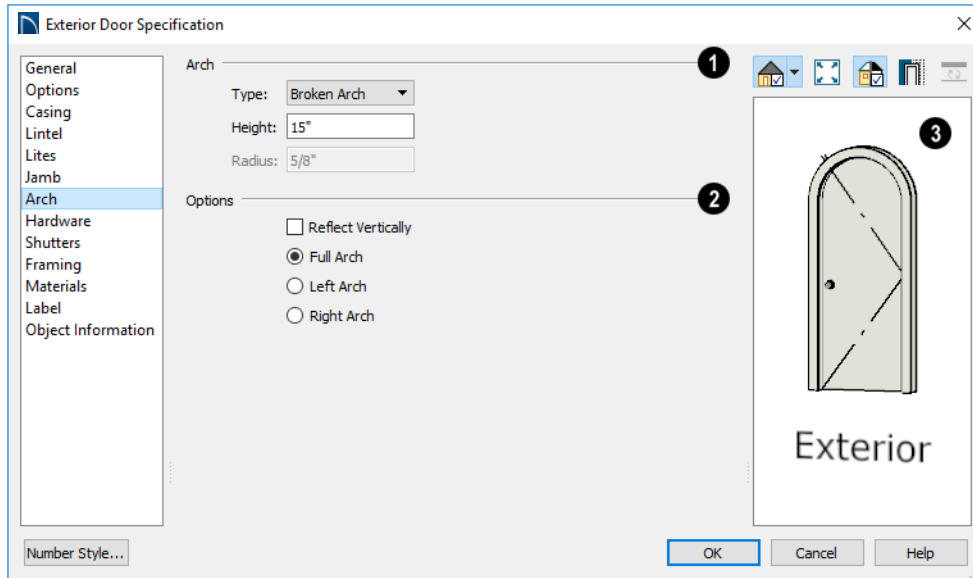 Exterior Door Specification
General
Options
Casing
Lintel
Lites
Jamb
Arch
Hardware
Shutters
Framing
Materials
Label
Object Information
Arch
1
Type: Broken Arch
Height: 15"
Radius: 5/8"
Options
2
Reflect Vertically
Full Arch
Left Arch
Right Arch
3
Exterior
Number Style...
OK
Cancel
Help